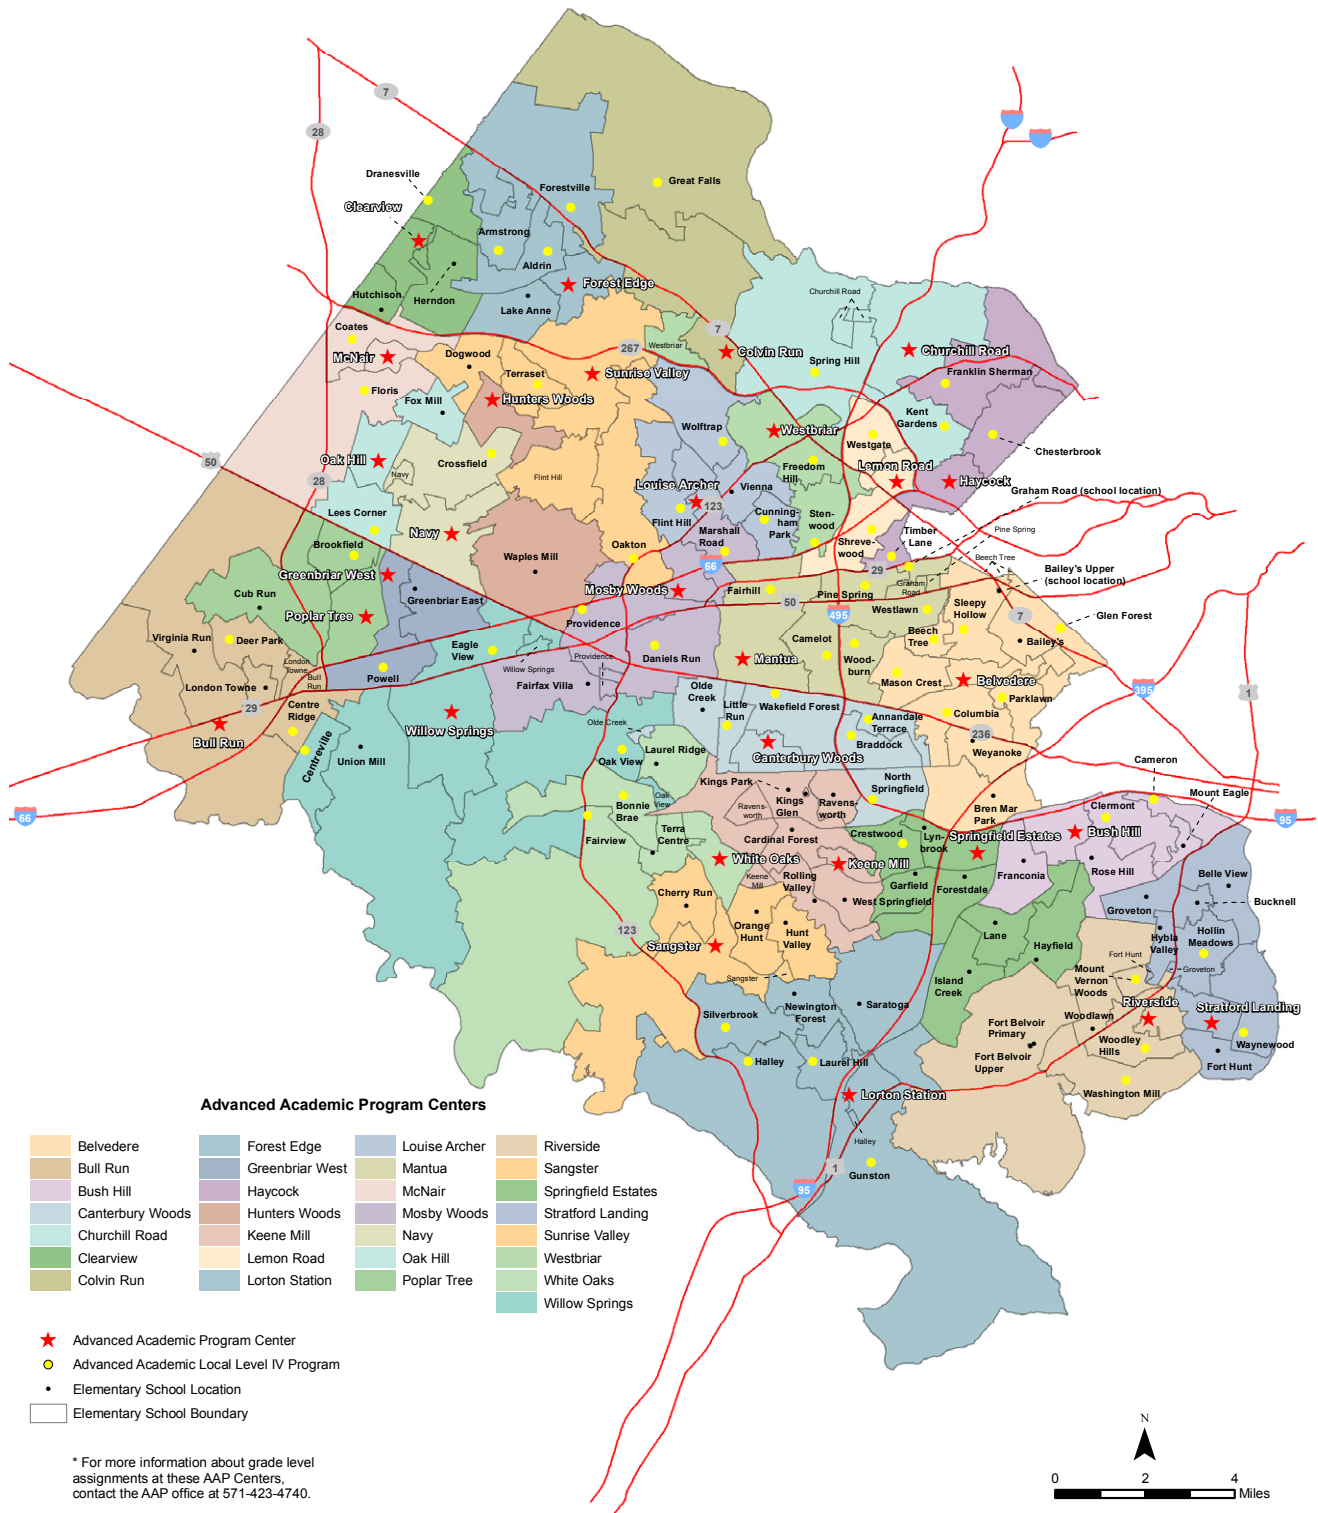 7
28
Dranesville
Great Falls
Forestville
Clearview
Armstrong
Aldrin
Forest Edge
Churchill Road
Hutchison
Herndon
Lake Anne
Coates
7
McNair
Dogwood
267
Westbriar
Colvin Run
Churchill Road
Sunrise Valley
Spring Hill
Franklin Sherman
Floris
Terraset
Fox Mill
Hunters Woods
Kent
Gardens
Wolftrap
Westbriar
Westgate
Chesterbrook
50
Oak Hill
Crossfield
Navy
Flint Hill
Freedom
Hill
Lemon Road
Haycock
28
Louise Archer
Vienna
Graham Road (school location)
Lees Corner
123
Flint Hill
Cunning-
ham
Park
Sten-
wood
Navy
Marshall
Road
Timber
Lane
Pine Spring
Brookfield
Oakton
Shreve-
wood
Waples Mill
66
29
Beech Tree
Bailey's Upper
(school location)
Greenbriar West
Mosby Woods
Fairhill
Pine Spring
Graham
Road
Cub Run
Greenbriar East
50
495
Westlawn
Sleepy
Hollow
7
Glen Forest
Poplar Tree
Providence
Virginia Run
Deer Park
Eagle
View
Camelot
Beech
Tree
Bailey's
London
Towne
Willow Springs
Providence
Daniels Run
Mantua
Wood-
burn
Bull
Run
Powell
Fairfax Villa
Mason Crest
Belvedere
395
1
London Towne
Olde
Creek
Parklawn
29
Centre
Ridge
Little
Run
Wakefield Forest
Columbia
Bull Run
Willow Springs
Olde Creek
Annandale
Terrace
236
Centreville
Union Mill
Laurel Ridge
Braddock
Weyanoke
Oak View
Canterbury Woods
Cameron
Kings Park
North
Springfield
Mount Eagle
66
Bonnie
Brae
Oak
View
Ravens-
worth
Kings
Glen
Ravens-
worth
Bren Mar
Park
Clermont
95
Fairview
Terra
Centre
Cardinal Forest
Crestwood
Lyn-
brook
Springfield Estates
Bush Hill
White Oaks
Keene Mill
Keene
Mill
Rolling
Valley
Garfield
Forestdale
Franconia
Rose Hill
Belle View
Cherry Run
West Springfield
Groveton
Bucknell
Orange
Hunt
Hunt
Valley
123
Lane
Hayfield
Hybla
Valley
Hollin
Meadows
Sangster
Sangster
Fort Hunt
Groveton
Island
Creek
Mount
Vernon
Woods
Silverbrook
Newington
Forest
Saratoga
Riverside
Stratford Landing
Fort Belvoir
Primary
Woodlawn
Woodley
Hills
Waynewood
Halley
Laurel Hill
Fort Belvoir
Upper
Fort Hunt
Lorton Station
Washington Mill
Halley
1
Gunston
95
Advanced Academic Program Centers
Belvedere
Bull Run
Bush Hill
Canterbury Woods
Churchill Road
Clearview
Colvin Run
Forest Edge
Greenbriar West
Haycock
Hunters Woods
Keene Mill
Lemon Road
Lorton Station
Louise Archer
Mantua
McNair
Mosby Woods
Navy
Oak Hill
Poplar Tree
Riverside
Sangster
Springfield Estates
Stratford Landing
Sunrise Valley
Westbriar
White Oaks
Willow Springs
Advanced Academic Program Center
Advanced Academic Local Level IV Program
Elementary School Location
Elementary School Boundary
* For more information about grade level
assignments at these AAP Centers,
contact the AAP office at 571-423-4740.
N
0 2 4
Miles